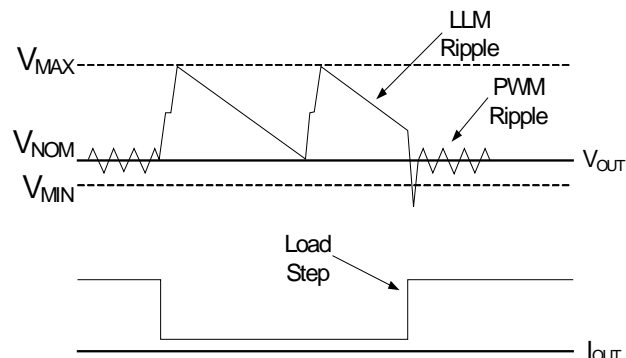 LLM
Ripple
VMAX
PWM
Ripple
VNOM
VOUT
VMIN
Load
Step
IOUT